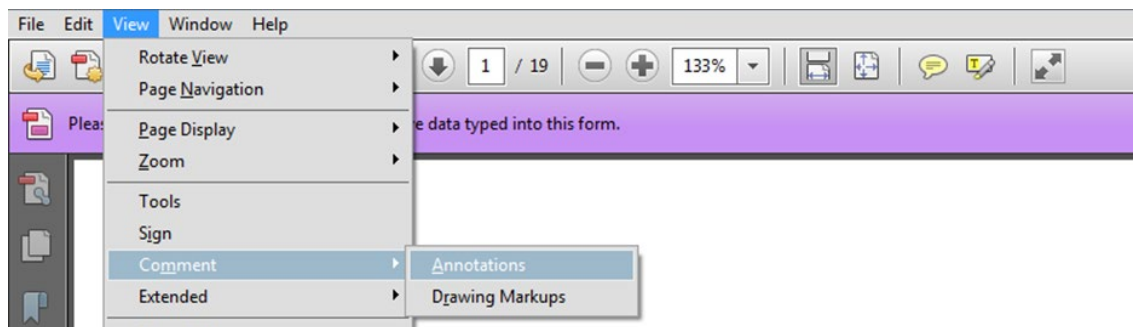 File Edit View Window Help
1 / 19 133%
Rotate View
Page Navigation
Page Display
Zoom
Tools
Sign
Comment
Extended
Annotations
Drawing Markups
Pleas
e data typed into this form.
T